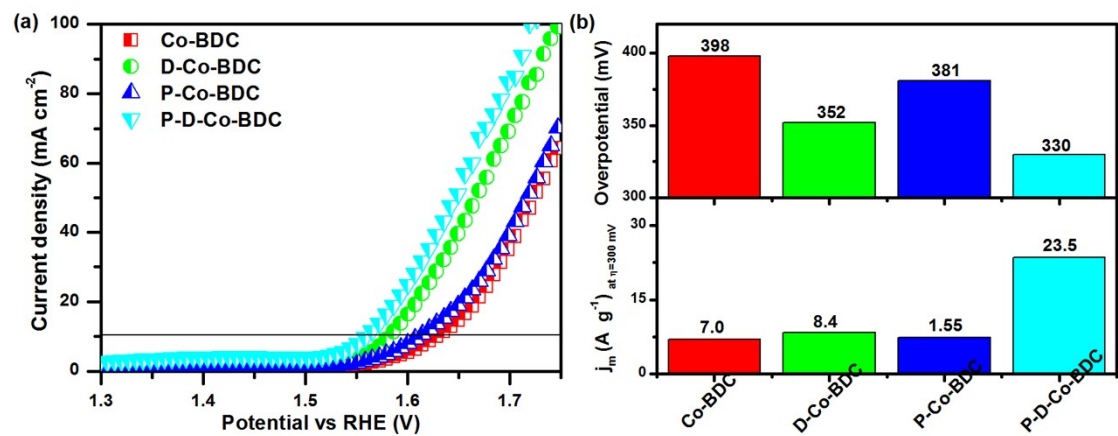 (a)
Co-BDC
D-Co-BDC
P-Co-BDC
P-D-Co-BDC
Current density (mA cm⁻²)
100
80
60
40
20
0
1.3
1.4
1.5
1.6
1.7
Potential vs RHE (V)
(b)
Overpotential (mV)
400
350
300
398
352
381
330
jₘ (A g⁻¹) at η=300 mV
30
15
0
7.0
8.4
1.55
23.5
Co-BDC
D-Co-BDC
P-Co-BDC
P-D-Co-BDC